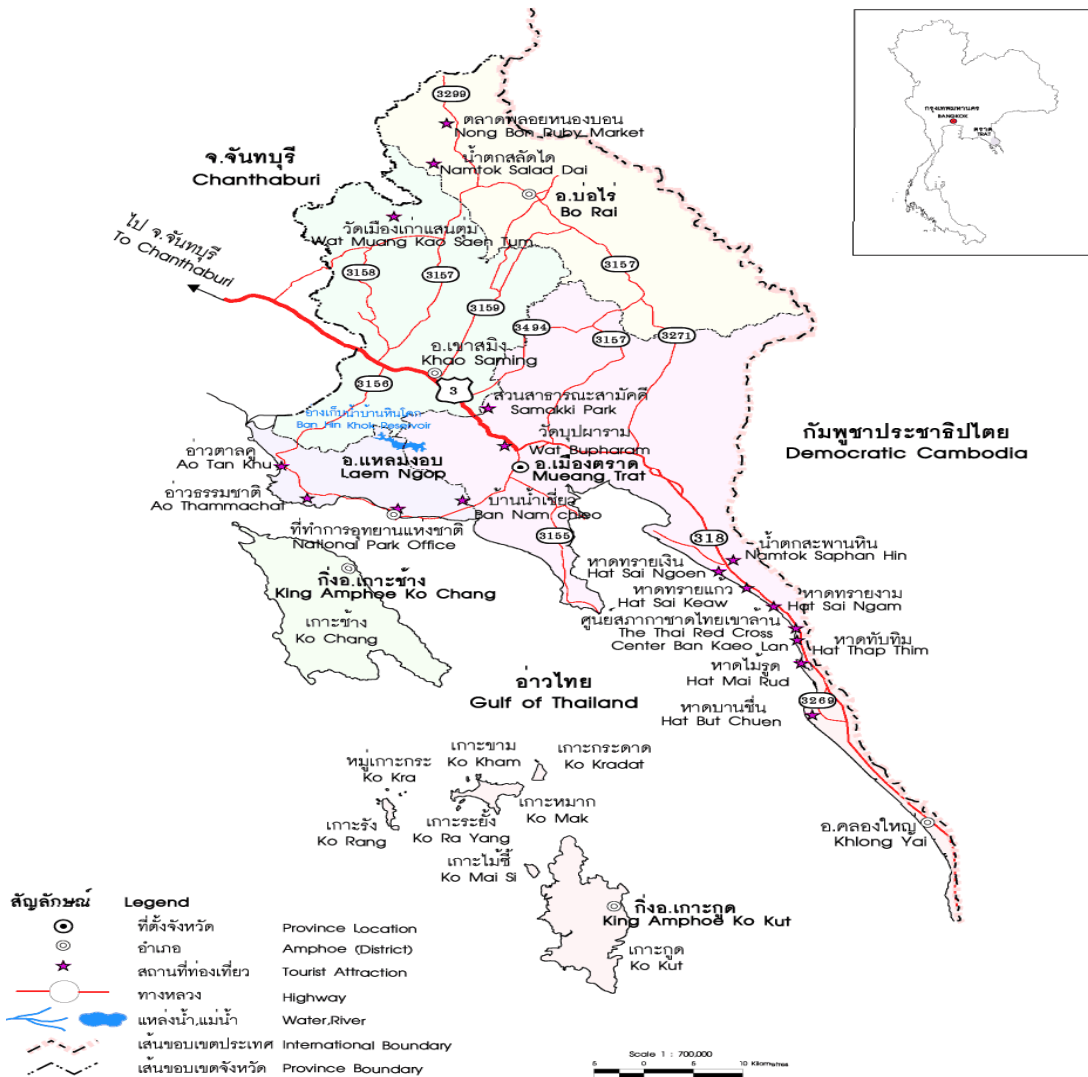 กรุงเทพมหานคร
BANGKOK
ตราด
TRAT
3299
ตลาดพลอยหนองบอน
Nong Bon Ruby Market
จ.จันทบุรี
Chanthaburi
น้ำตกสลัดได
Namtok Salad Dai
อ.บ่อไร่
Bo Rai
วัดเมืองเก่าแสนตุ่ม
Wat Muang Kao Saen Tum
ไป จ.จันทบุรี
To Chanthaburi
3158
3157
3157
3159
3494
3157
3271
อ.เขาสมิง
Khao Saming
3156
3
สวนสาธารณะสามัคคี
Samakki Park
อ่างเก็บน้ำบ้านหินโคก
Ban Hin Khok Reservoir
วัดบุปผาราม
Wat Bupharam
กัมพูชาประชาธิปไตย
Democratic Cambodia
อ่าวตาลคู่
Ao Tan Khu
อ.แหลมงอบ
Laem Ngop
อ.เมืองตราด
Mueang Trat
อ่าวธรรมชาติ
Ao Thammachat
บ้านน้ำเชี่ยว
Ban Nam chieo
ที่ทำการอุทยานแห่งชาติ
National Park Office
3155
318
น้ำตกสะพานหิน
Namtok Saphan Hin
หาดทรายเงิน
Hat Sai Ngoen
กิ่งอ.เกาะช้าง
King Amphoe Ko Chang
หาดทรายแก้ว
Hat Sai Keaw
หาดทรายงาม
Hat Sai Ngam
เกาะช้าง
Ko Chang
ศูนย์สภากาชาดไทยเขาล้าน
The Thai Red Cross
Center Ban Kaeo Lan
หาดทับทิม
Hat Thap Thim
หาดไม้รูด
Hat Mai Rud
อ่าวไทย
Gulf of Thailand
3269
หาดบานชื่น
Hat But Chuen
หมู่เกาะกระ
Ko Kra
เกาะขาม
Ko Kham
เกาะกระดาด
Ko Kradat
เกาะหมาก
Ko Mak
เกาะรัง
Ko Rang
เกาะระยั้ง
Ko Ra Yang
เกาะไม้ซี้
Ko Mai Si
อ.คลองใหญ่
Khlong Yai
กิ่งอ.เกาะกูด
King Amphoe Ko Kut
เกาะกูด
Ko Kut
สัญลักษณ์ Legend
ที่ตั้งจังหวัด Province Location
อำเภอ Amphoe (District)
สถานที่ท่องเที่ยว Tourist Attraction
ทางหลวง Highway
แหล่งน้ำ,แม่น้ำ Water,River
เส้นขอบเขตประเทศ International Boundary
เส้นขอบเขตจังหวัด Province Boundary
Scale 1 : 700,000
5 0 5 10 Kilometres